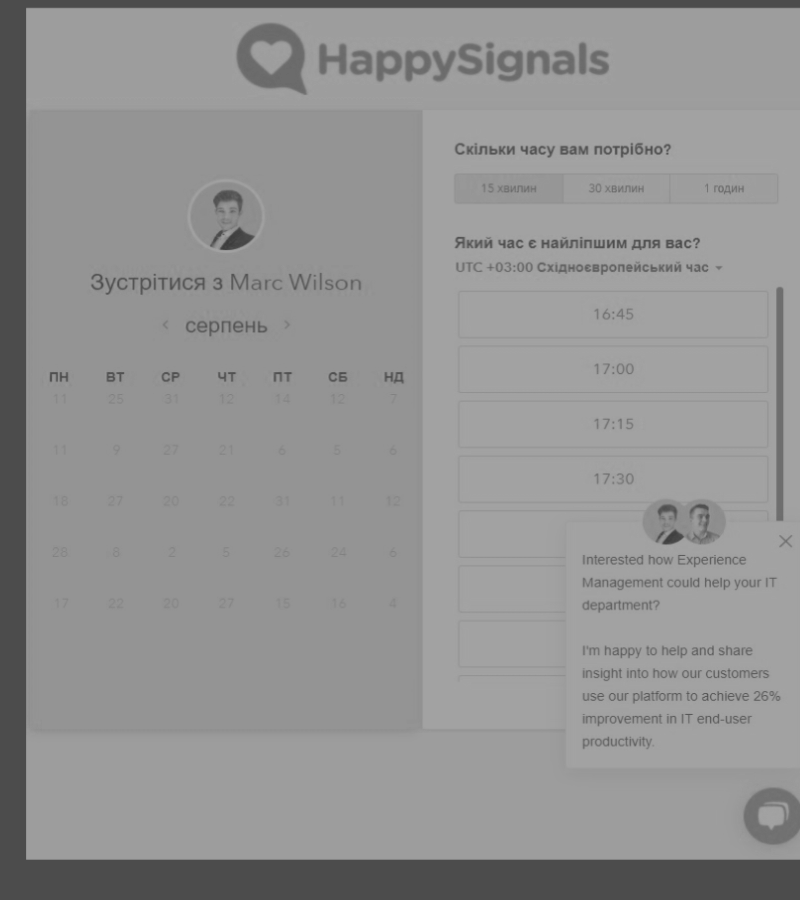 HappySignals
Зустрітися з Marc Wilson
серпень
ПН ВТ СР ЧТ ПТ СБ НД
11 25 31 12 14 12 7
11 9 27 21 6 5 6
18 27 20 22 31 11 12
28 8 2 5 26 24 6
17 22 20 27 15 16 4
Скільки часу вам потрібно?
15 хвилин 30 хвилин 1 годин
Який час є найліпшим для вас?
UTC +03:00 Східноєвропейський час
16:45
17:00
17:15
17:30
Interested how Experience
Management could help your IT
department?
I'm happy to help and share
insight into how our customers
use our platform to achieve 26%
improvement in IT end-user
productivity.